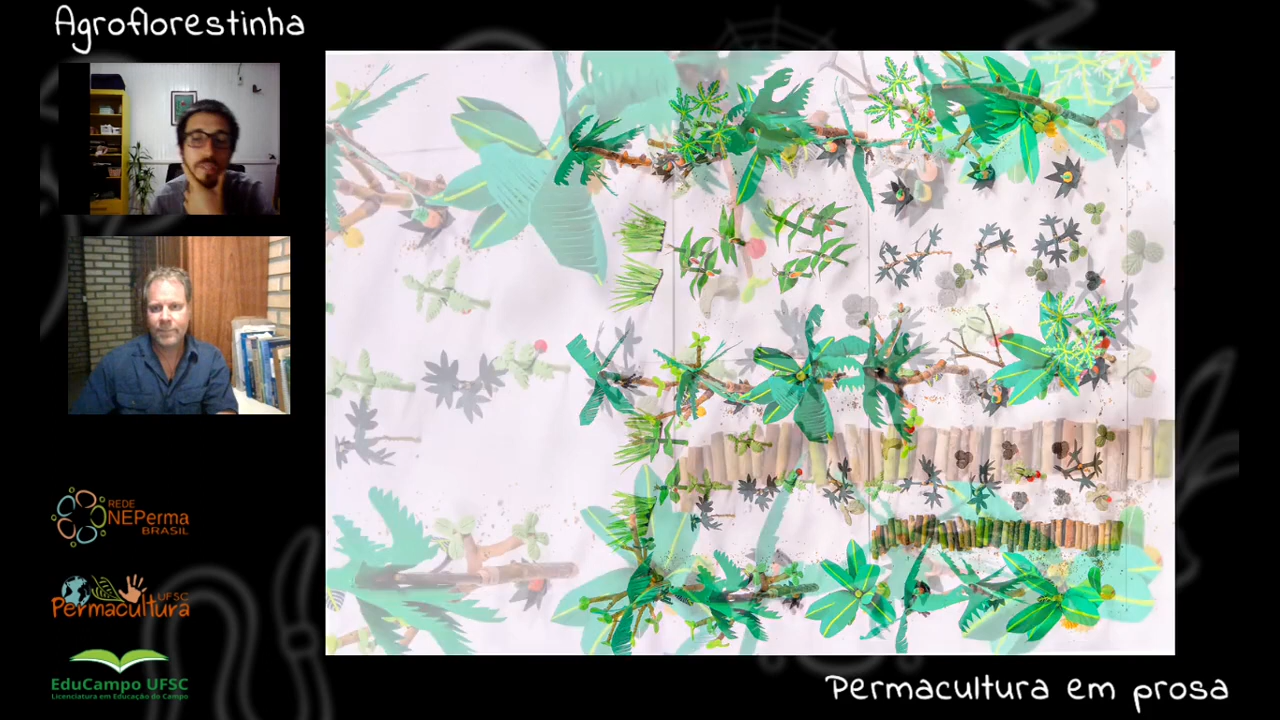 Agroflorestinha
REDE
NEPerma
BRASIL
UFSC
Permacultura
EduCampo UFSC
Licenciatura em Educação do Campo
Permacultura em prosa